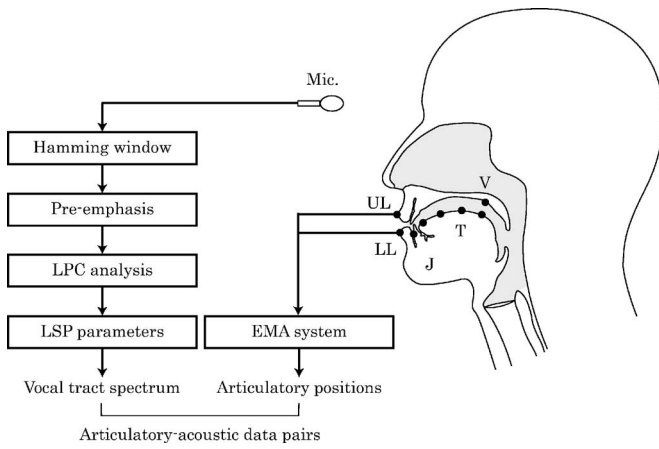 Mic.
Hamming window
Pre-emphasis
LPC analysis
LSP parameters
Vocal tract spectrum
UL
LL
V
T
J
EMA system
Articulatory positions
Articulatory-acoustic data pairs